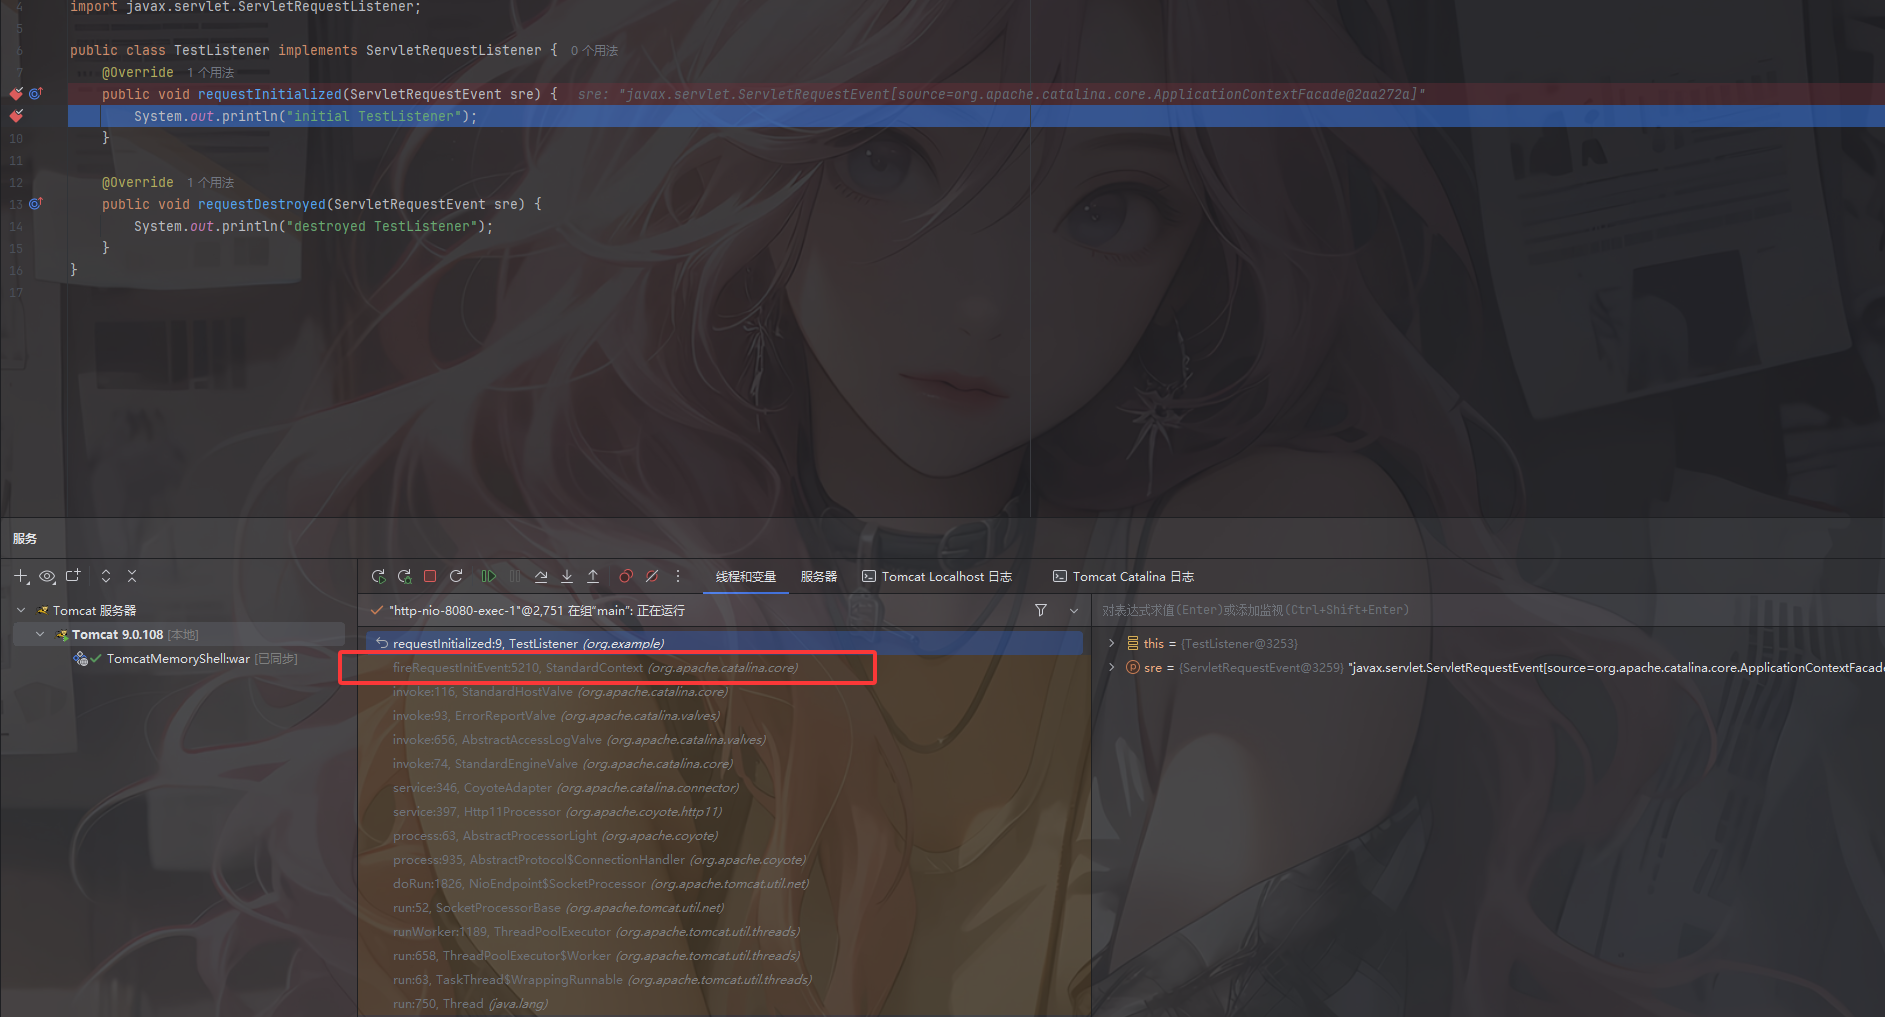 4 import javax.servlet.ServletRequestListener;
5
6 public class TestListener implements ServletRequestListener { 0 个用法
7 @Override 1 个用法
public void requestInitialized(ServletRequestEvent sre) { sre: "javax.servlet.ServletRequestEvent[source=org.apache.catalina.core.ApplicationContextFacade@2aa272a]"
System.out.println("initial TestListener");
10 }
11
12 @Override 1 个用法
13 public void requestDestroyed(ServletRequestEvent sre) {
14 System.out.println("destroyed TestListener");
15 }
16 }
17
服务
线程和变量 服务器 Tomcat Localhost 日志 Tomcat Catalina 日志
Tomcat 服务器
Tomcat 9.0.108 [本地]
TomcatMemoryShell:war [已同步]
"http-nio-8080-exec-1"@2,751 在组"main": 正在运行
requestInitialized:9, TestListener (org.example)
fireRequestInitEvent:5210, StandardContext (org.apache.catalina.core)
invoke:116, StandardHostValve (org.apache.catalina.core)
invoke:93, ErrorReportValve (org.apache.catalina.valves)
invoke:656, AbstractAccessLogValve (org.apache.catalina.valves)
invoke:74, StandardEngineValve (org.apache.catalina.core)
service:346, CoyoteAdapter (org.apache.catalina.connector)
service:397, Http11Processor (org.apache.coyote.http11)
process:63, AbstractProcessorLight (org.apache.coyote)
process:935, AbstractProtocol$ConnectionHandler (org.apache.coyote)
doRun:1826, NioEndpoint$SocketProcessor (org.apache.tomcat.util.net)
run:52, SocketProcessorBase (org.apache.tomcat.util.net)
runWorker:1189, ThreadPoolExecutor (org.apache.tomcat.util.threads)
run:658, ThreadPoolExecutor$Worker (org.apache.tomcat.util.threads)
run:63, TaskThread$WrappingRunnable (org.apache.tomcat.util.threads)
run:750, Thread (java.lang)
对表达式求值(Enter)或添加监视(Ctrl+Shift+Enter)
this = {TestListener@3253}
sre = {ServletRequestEvent@3259} "javax.servlet.ServletRequestEvent[source=org.apache.catalina.core.ApplicationContextFacade